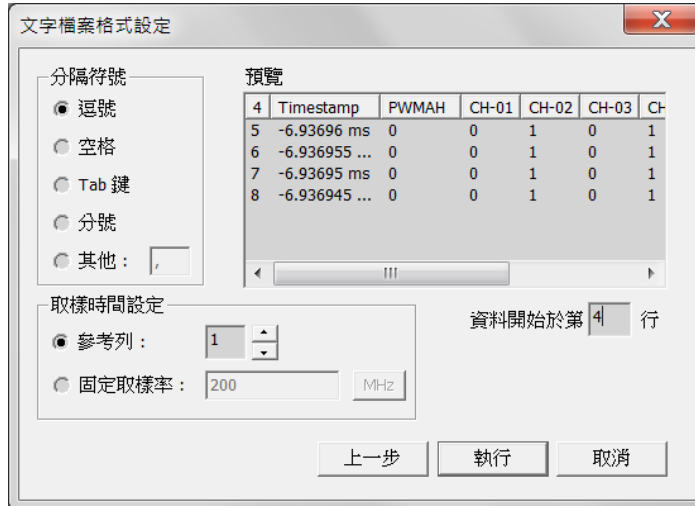 文字檔案格式設定
X
分隔符號
逗號
空格
Tab 鍵
分號
其他： ,
預覽
4 Timestamp PWMAH CH-01 CH-02 CH-03 CH
5 -6.93696 ms 0 0 1 0 1
6 -6.936955 ... 0 0 1 0 1
7 -6.93695 ms 0 0 1 0 1
8 -6.936945 ... 0 0 1 0 1
取樣時間設定
參考列： 1
固定取樣率： 200 MHz
資料開始於第 4 行
上一步 執行 取消